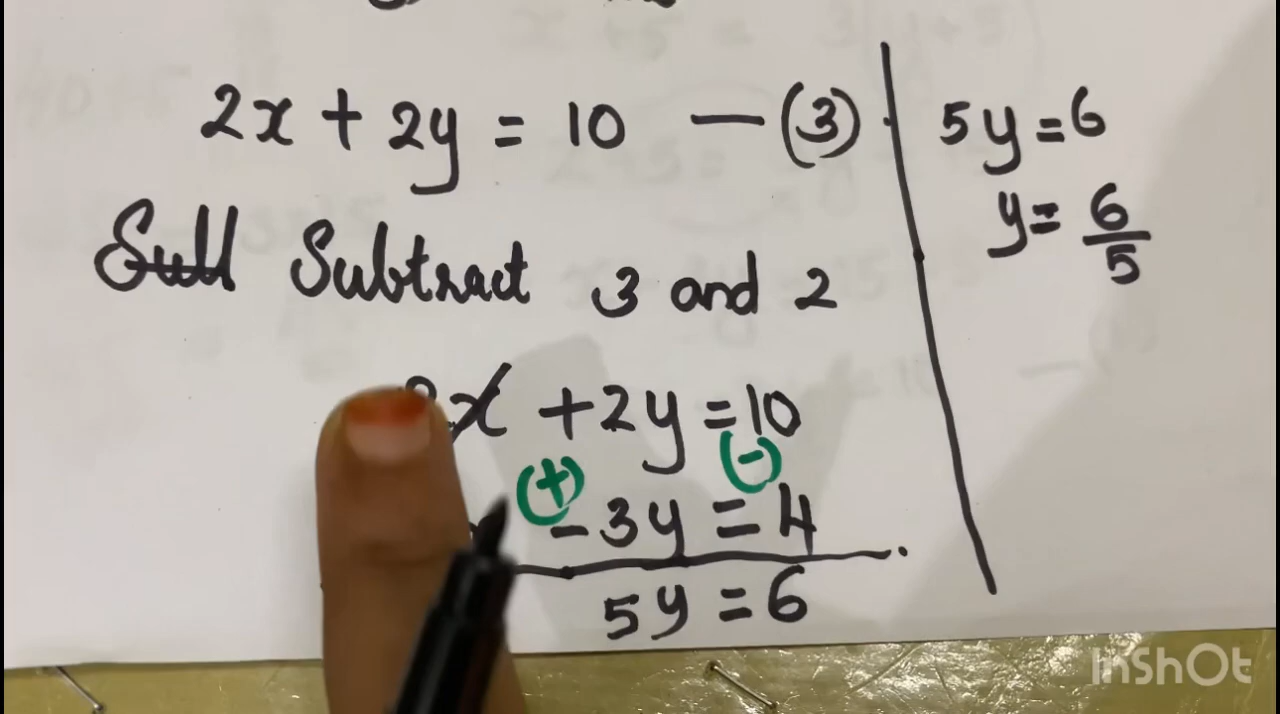 2x + 2y = 10 — (3)
Subtract 3 and 2
x + 2y = 10
(+) (-)
- 3y = 4
5y = 6
5y = 6
y = 6/5
InShOt